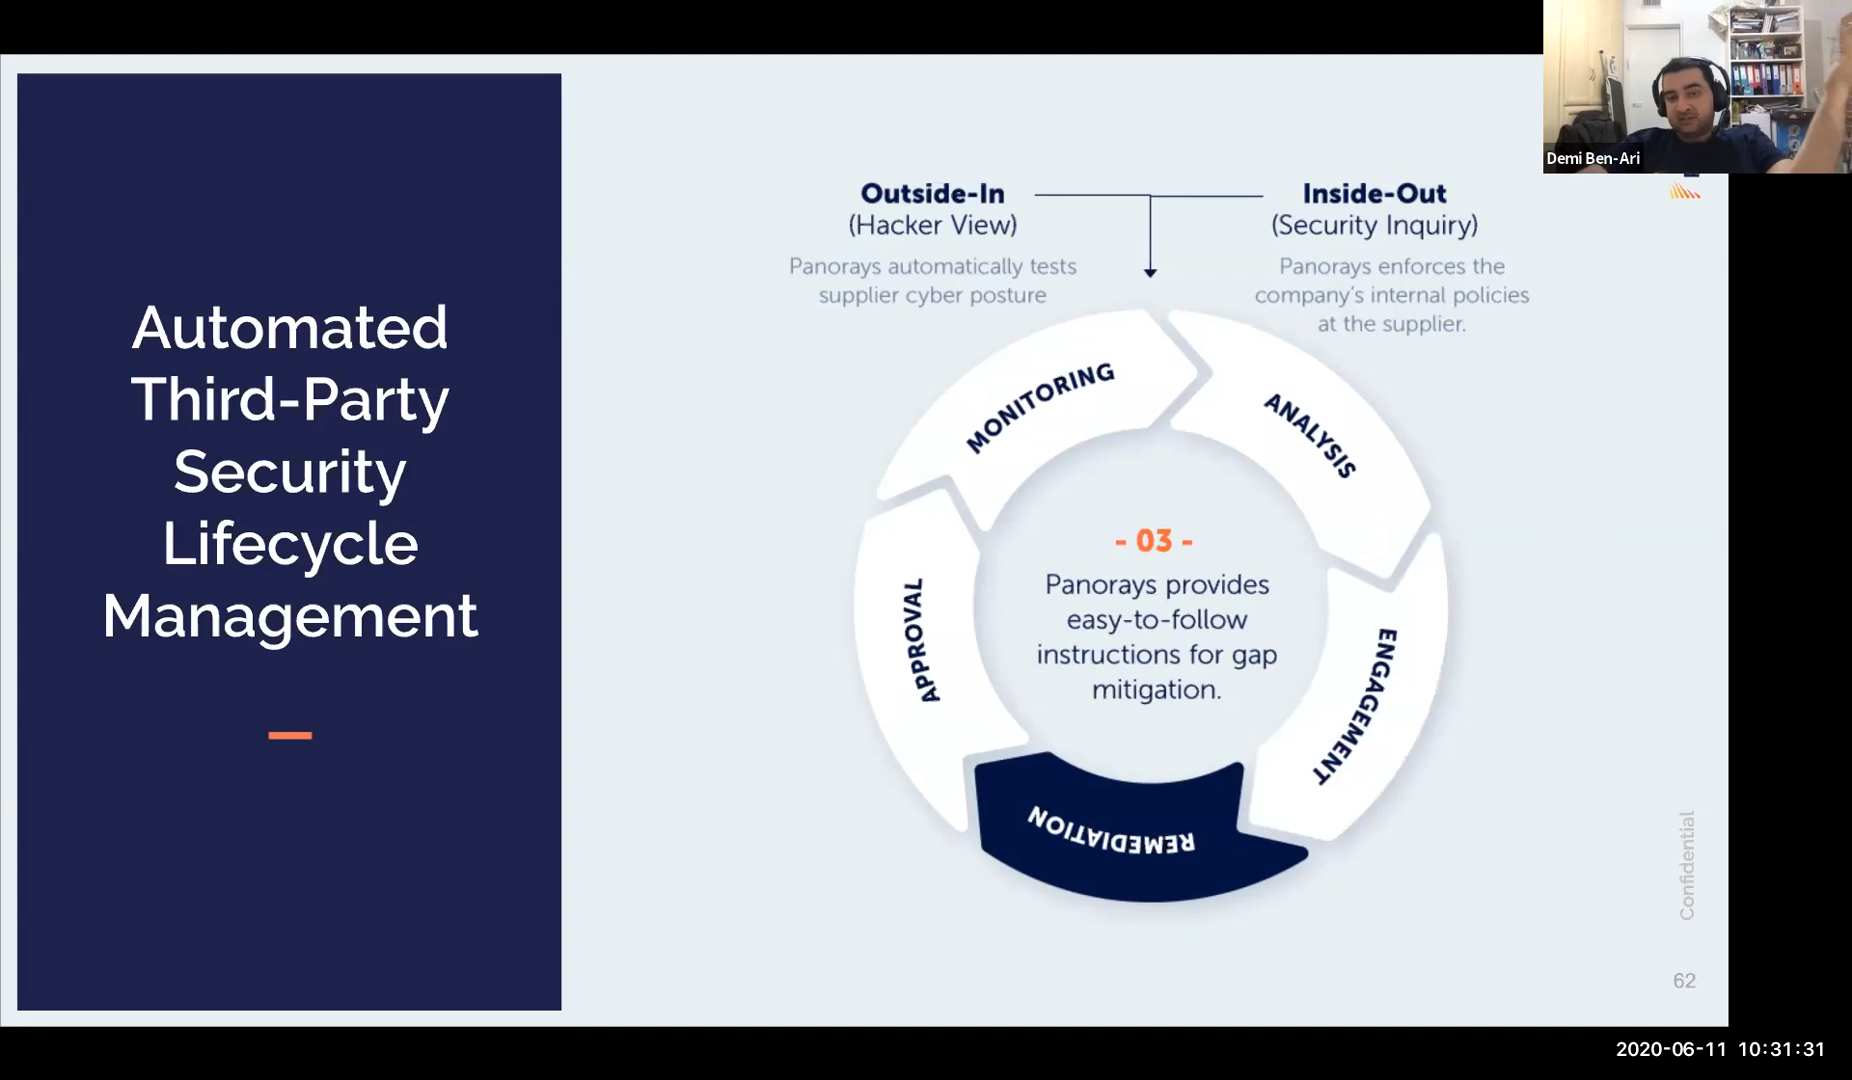 Demi Ben-Ari
Automated
Third-Party
Security
Lifecycle
Management
Outside-In
(Hacker View)
Panorays automatically tests
supplier cyber posture
Inside-Out
(Security Inquiry)
Panorays enforces the
company's internal policies
at the supplier.
MONITORING
ANALYSIS
ENGAGEMENT
REMEDIATION
APPROVAL
- 03 -
Panorays provides
easy-to-follow
instructions for gap
mitigation.
Confidential
62
2020-06-11 10:31:31